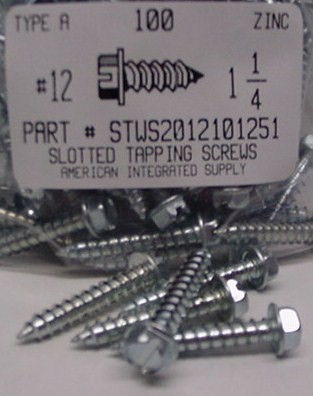 TYPE A 100 ZINC
#12 1 1/4
PART # STWS2012101251
SLOTTED TAPPING SCREWS
AMERICAN INTEGRATED SUPPLY